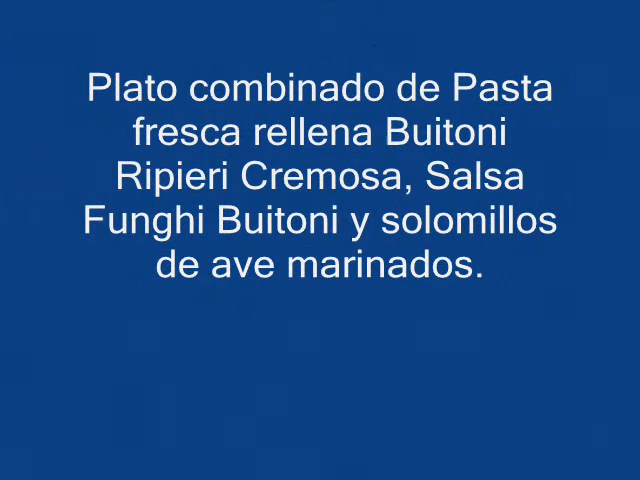 Plato combinado de Pasta
fresca rellena Buitoni
Ripieri Cremosa, Salsa
Funghi Buitoni y solomillos
de ave marinados.